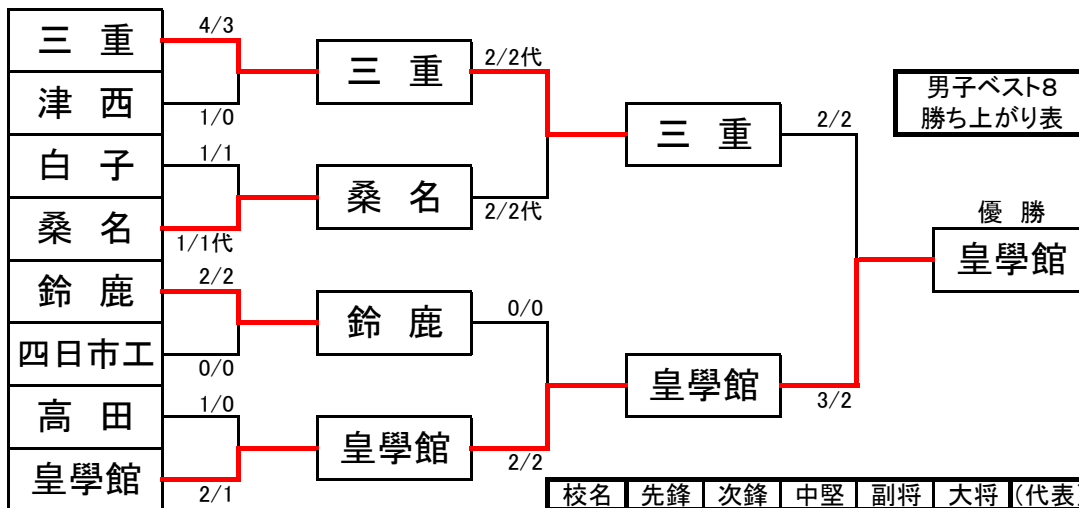 三 重
津 西
白 子
桑 名
鈴 鹿
四日市工
高 田
皇學館
4/3
1/0
1/1
1/1代
2/2
0/0
1/0
2/1
三 重
桑 名
鈴 鹿
皇學館
2/2代
2/2代
0/0
2/2
三 重
皇學館
2/2
3/2
男子ベスト8
勝ち上がり表
優 勝
皇學館
校名 先鋒 次鋒 中堅 副将 大将 (代表)